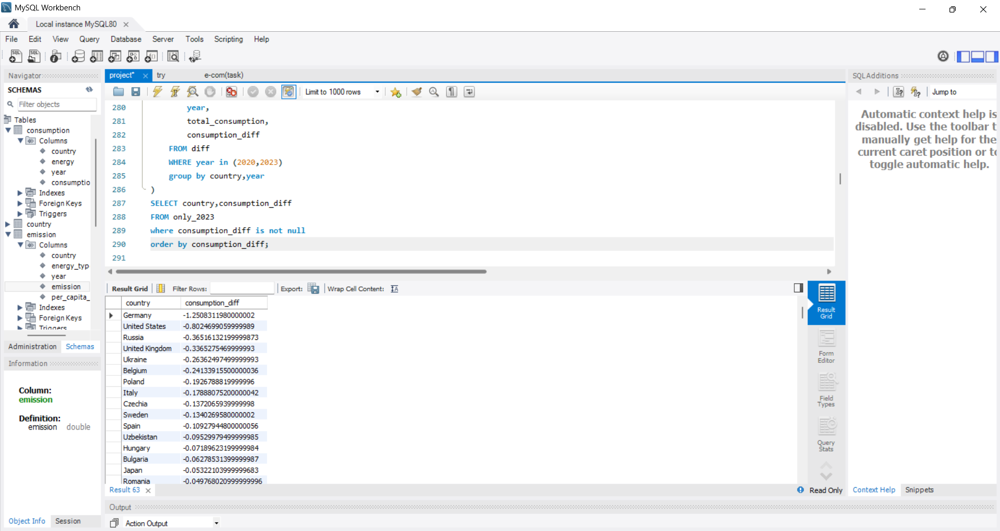 MySQL Workbench
Local instance MySQL80
File Edit View Query Database Server Tools Scripting Help
Navigator
SCHEMAS
Filter objects
Tables
consumption
Columns
country
energy
year
consumptio
Indexes
Foreign Keys
Triggers
country
emission
Columns
country
energy_typ
year
emission
per_capita_
Indexes
Foreign Keys
Triggers
Administration Schemas
Information
Column:
emission
Definition:
emission double
Object Info Session
project* try e-com(task)
Limit to 1000 rows
280 year,
281 total_consumption,
282 consumption_diff
283 FROM diff
284 WHERE year in (2020,2023)
285 group by country,year
286 )
287 SELECT country,consumption_diff
288 FROM only_2023
289 where consumption_diff is not null
290 order by consumption_diff;
291
Result Grid Filter Rows: Export: Wrap Cell Content:
country consumption_diff
Germany -1.2508311980000002
United States -0.8024699059999989
Russia -0.36516132199999873
United Kingdom -0.3365275469999993
Ukraine -0.26362497499999993
Belgium -0.24133915500000036
Poland -0.1926788819999996
Italy -0.17888075200000042
Czechia -0.1372065939999998
Sweden -0.1340269580000002
Spain -0.10927944800000056
Uzbekistan -0.09529979499999985
Hungary -0.07189623199999984
Bulgaria -0.06278531399999987
Japan -0.05322103999999683
Romania -0.049768020999999996
Result Grid
Form Editor
Field Types
Query Stats
Result 63
Read Only
Output
Action Output
SQLAdditions
Jump to
Automatic context help is
disabled. Use the toolbar t
manually get help for the
current caret position or to
toggle automatic help.
Context Help Snippets